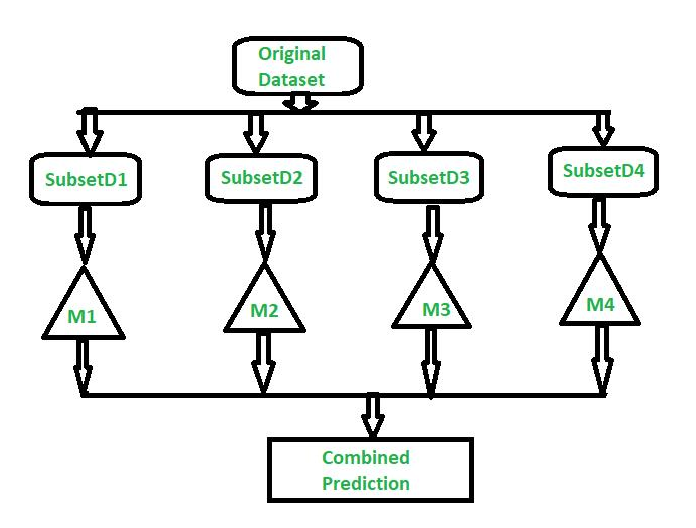 Original
Dataset
SubsetD1
SubsetD2
SubsetD3
SubsetD4
M1
M2
M3
M4
Combined
Prediction